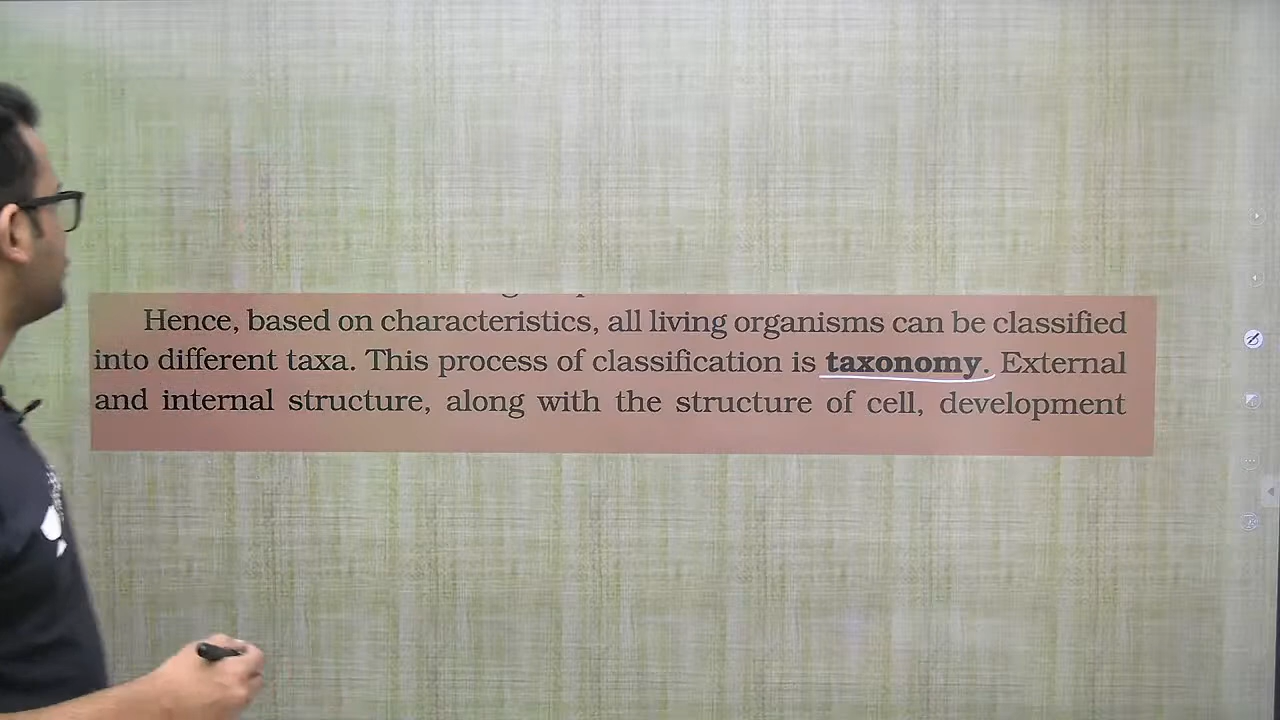 Hence, based on characteristics, all living organisms can be classified
into different taxa. This process of classification is taxonomy. External
and internal structure, along with the structure of cell, development